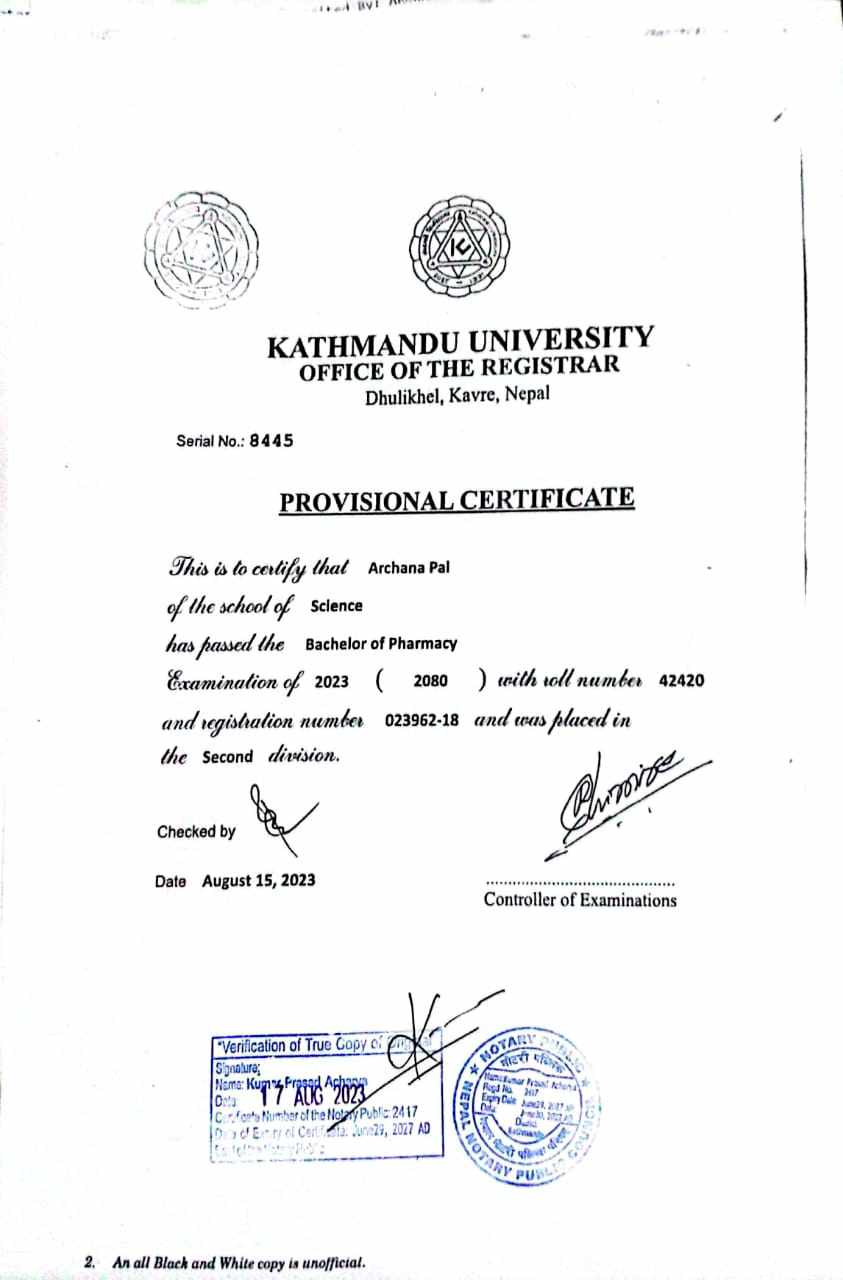 KATHMANDU UNIVERSITY
OFFICE OF THE REGISTRAR
Dhulikhel, Kavre, Nepal
Serial No.: 8445
PROVISIONAL CERTIFICATE
This is to certify that Archana Pal
of the school of Science
has passed the Bachelor of Pharmacy
Examination of 2023 ( 2080 ) with roll number 42420
and registration number 023962-18 and was placed in
the Second division.
Checked by
Date August 15, 2023
Controller of Examinations
"Verification of True Copy of
Signature:
Name: Kumar Prasad Acharya
Date: 17 AUG 2023
Certificate Number of the Notary Public: 2417
Date of Expiry of Certificate: June 29, 2027 AD
NOTARY PUBLIC
नोटरी पब्लिक
Name: Kumar Prasad Acharya
Regd No. 2417
Expiry Date: June 29, 2027 AD
Kathmandu
NEPAL NOTARY PUBLIC COUNCIL
2. An all Black and White copy is unofficial.